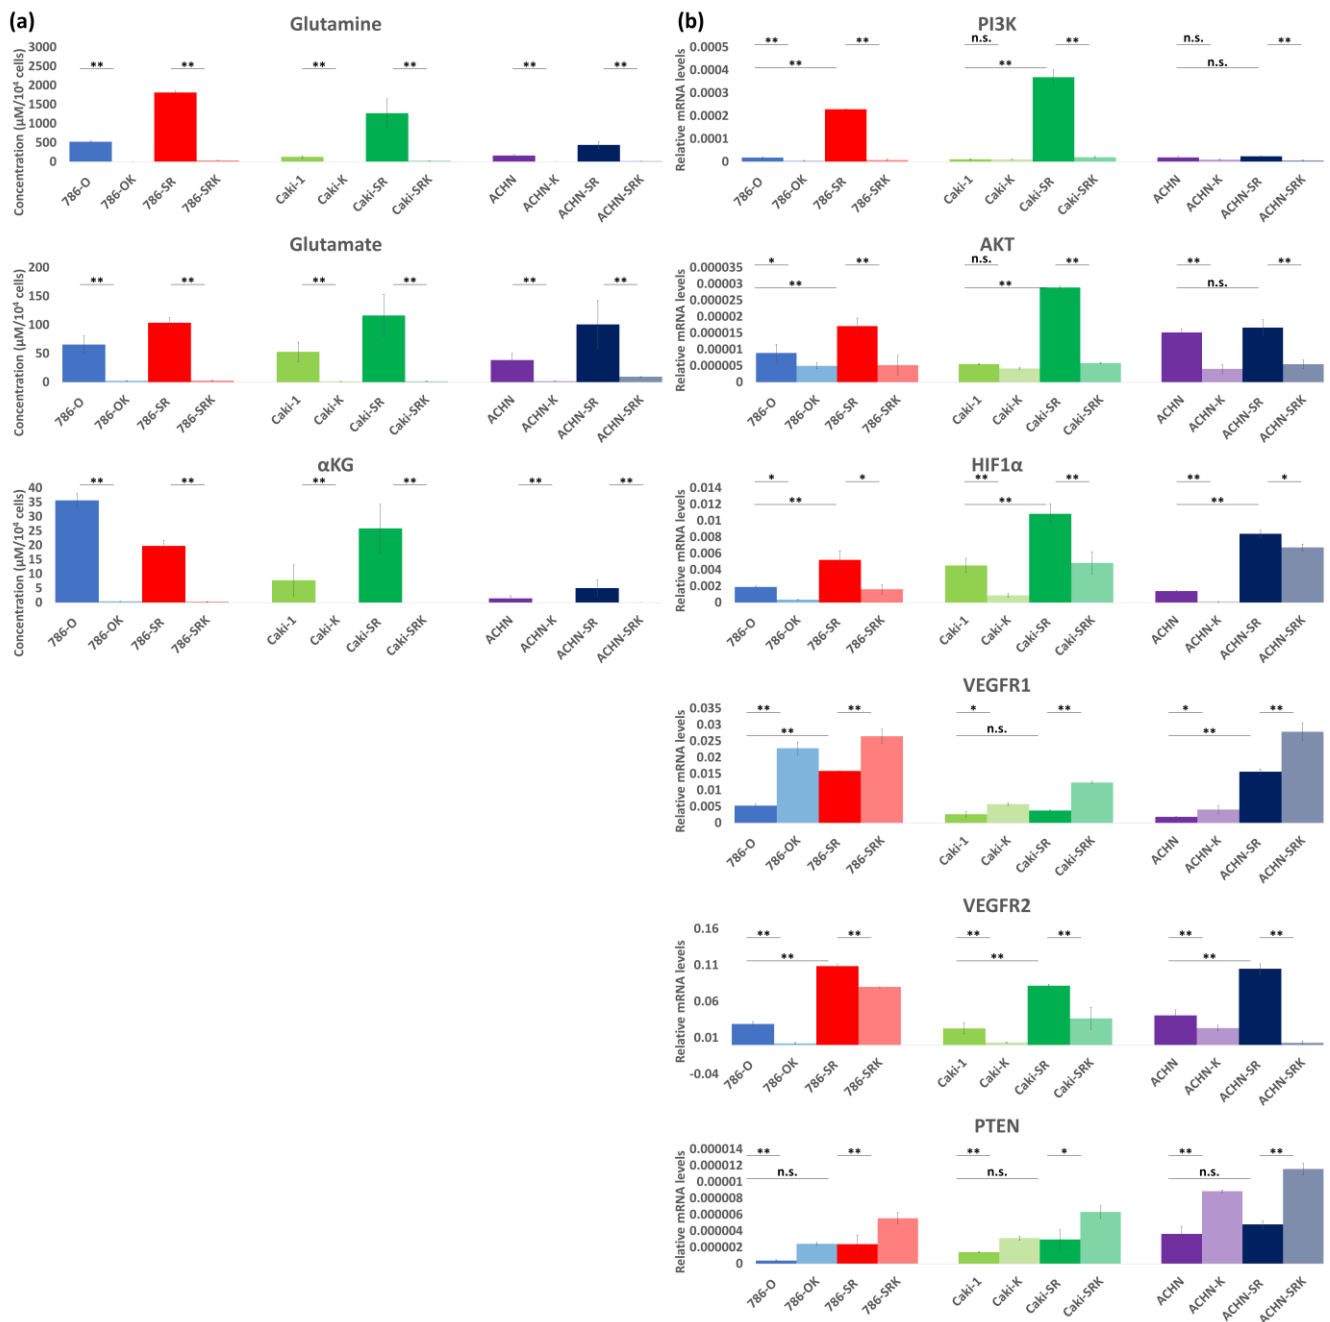 (a)
Glutamine
Concentration (µM/10⁴ cells)
3000
2500
2000
1500
1000
500
0
** ** ** ** ** **
786-O 786-OK 786-SR 786-SRK Caki-1 Caki-K Caki-SR Caki-SRK ACHN ACHN-K ACHN-SR ACHN-SRK
Glutamate
Concentration (µM/10⁴ cells)
200
150
100
50
0
** ** ** ** ** **
786-O 786-OK 786-SR 786-SRK Caki-1 Caki-K Caki-SR Caki-SRK ACHN ACHN-K ACHN-SR ACHN-SRK
αKG
Concentration (µM/10⁴ cells)
40
35
30
25
20
15
10
5
0
** ** ** ** ** **
786-O 786-OK 786-SR 786-SRK Caki-1 Caki-K Caki-SR Caki-SRK ACHN ACHN-K ACHN-SR ACHN-SRK
(b)
PI3K
Relative mRNA levels
0.0005
0.0004
0.0003
0.0002
0.0001
0
** ** n.s. ** n.s. **
** ** n.s.
786-O 786-OK 786-SR 786-SRK Caki-1 Caki-K Caki-SR Caki-SRK ACHN ACHN-K ACHN-SR ACHN-SRK
AKT
Relative mRNA levels
0.000035
0.00003
0.000025
0.00002
0.000015
0.00001
0.000005
0
* ** n.s. ** ** **
** ** n.s.
786-O 786-OK 786-SR 786-SRK Caki-1 Caki-K Caki-SR Caki-SRK ACHN ACHN-K ACHN-SR ACHN-SRK
HIF1α
Relative mRNA levels
0.014
0.012
0.01
0.008
0.006
0.004
0.002
0
* * ** ** ** *
** ** **
786-O 786-OK 786-SR 786-SRK Caki-1 Caki-K Caki-SR Caki-SRK ACHN ACHN-K ACHN-SR ACHN-SRK
VEGFR1
Relative mRNA levels
0.035
0.03
0.025
0.02
0.015
0.01
0.005
0
** ** * ** * **
** n.s. **
786-O 786-OK 786-SR 786-SRK Caki-1 Caki-K Caki-SR Caki-SRK ACHN ACHN-K ACHN-SR ACHN-SRK
VEGFR2
Relative mRNA levels
0.16
0.11
0.06
0.01
-0.04
** ** ** ** ** **
** ** **
786-O 786-OK 786-SR 786-SRK Caki-1 Caki-K Caki-SR Caki-SRK ACHN ACHN-K ACHN-SR ACHN-SRK
PTEN
Relative mRNA levels
0.000014
0.000012
0.00001
0.000008
0.000006
0.000004
0.000002
0
** ** ** * ** **
n.s. n.s. n.s.
786-O 786-OK 786-SR 786-SRK Caki-1 Caki-K Caki-SR Caki-SRK ACHN ACHN-K ACHN-SR ACHN-SRK